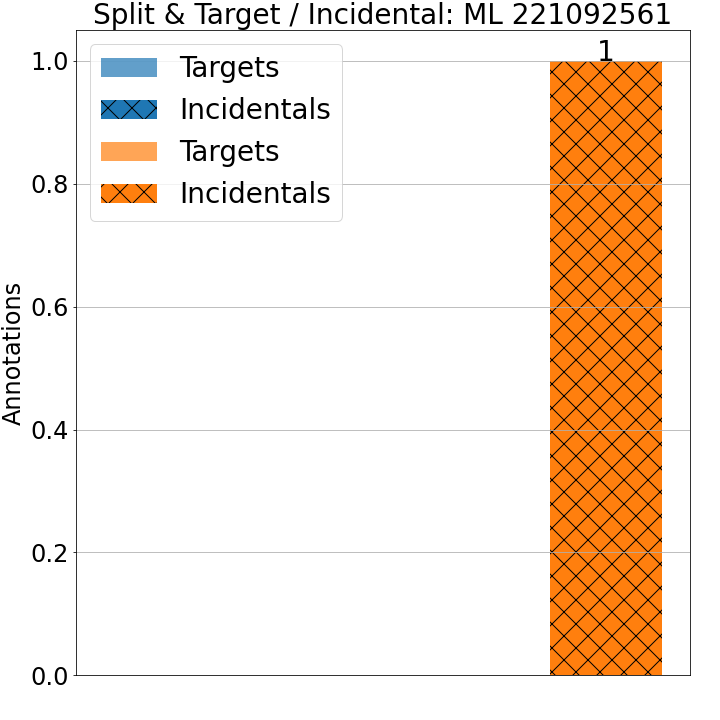 Split & Target / Incidental: ML 221092561
1
1.0
0.8
0.6
0.4
0.2
0.0
Annotations
Targets
Incidentals
Targets
Incidentals